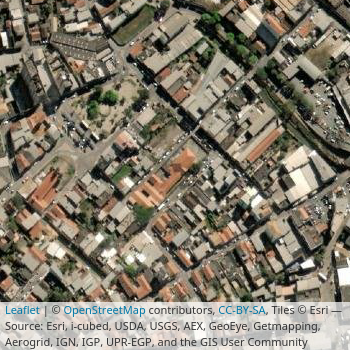 Leaflet | © OpenStreetMap contributors, CC-BY-SA, Tiles © Esri —
Source: Esri, i-cubed, USDA, USGS, AEX, GeoEye, Getmapping,
Aerogrid, IGN, IGP, UPR-EGP, and the GIS User Community